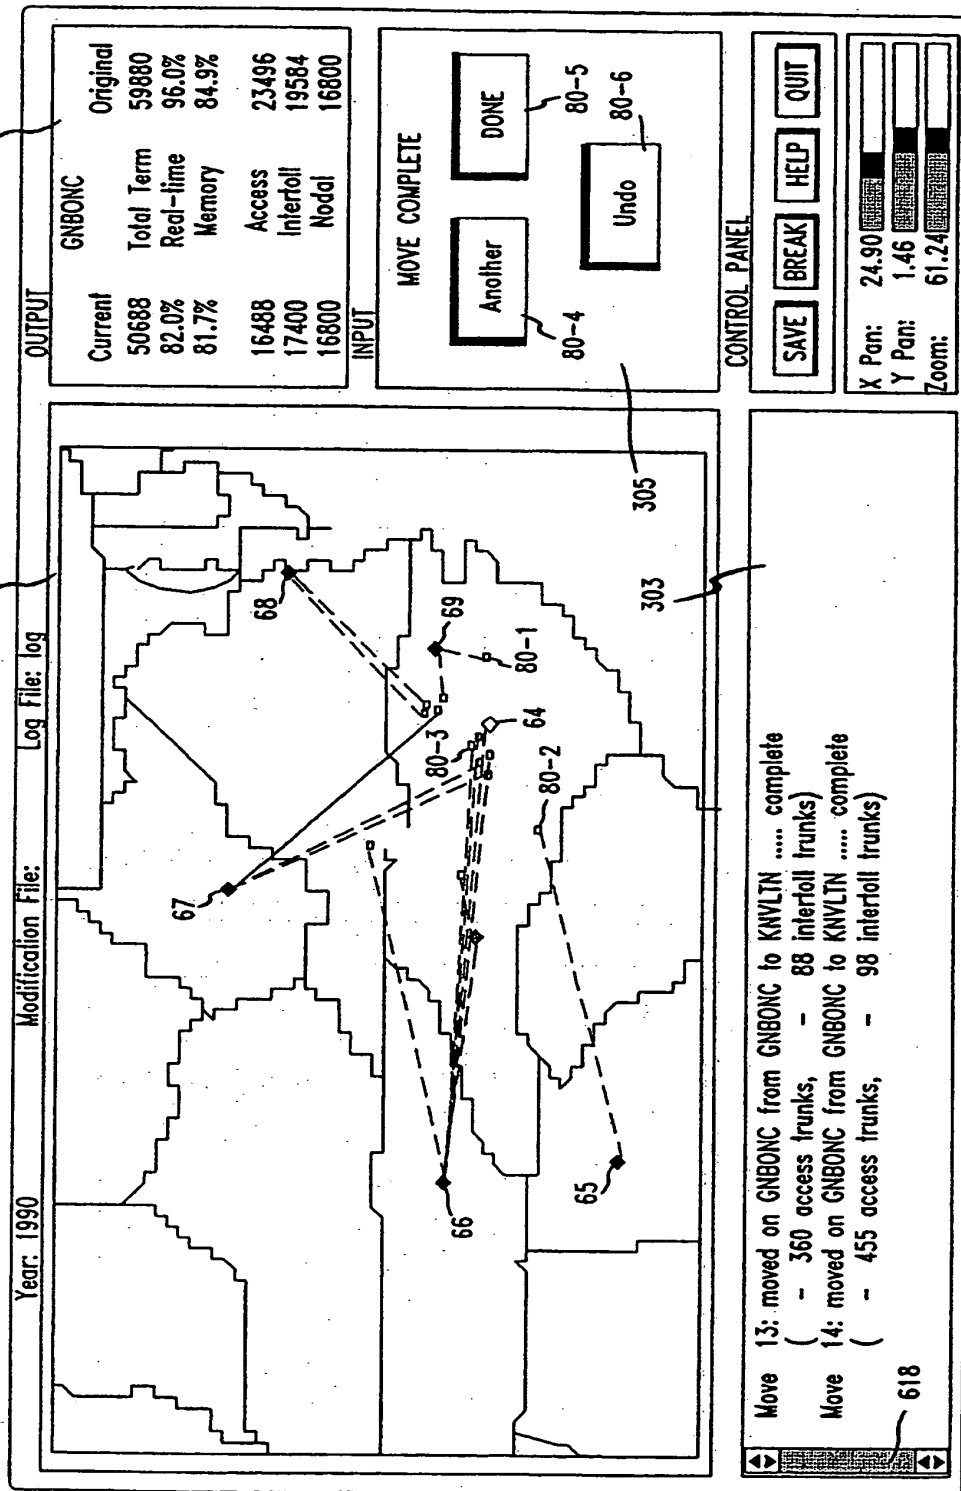 Year: 1990 Modification File: Log File: log
OUTPUT
Current GNBONC Original
50688 Total Term 59880
82.0% Real-time 96.0%
81.7% Memory 84.9%
16488 Access 23496
17400 Intertoll 19584
16800 Nodal 16800
INPUT
MOVE COMPLETE
Another DONE
80-4 80-5
Undo
80-6
305
CONTROL PANEL
SAVE BREAK HELP QUIT
X Pan: 24.90
Y Pan: 1.46
Zoom: 61.24
67
68
69
80-1
80-3
64
80-2
66
65
303
Move 13: moved on GNBONC from GNBONC to KNVLTN ..... complete
( - 360 access trunks, - 88 intertoll trunks)
Move 14: moved on GNBONC from GNBONC to KNVLTN ..... complete
( - 455 access trunks, - 98 intertoll trunks)
618